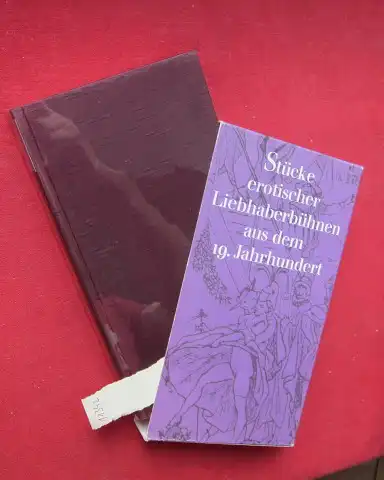 Stücke
erotischer
Liebhaberbühnen
aus dem
19. Jahrhundert